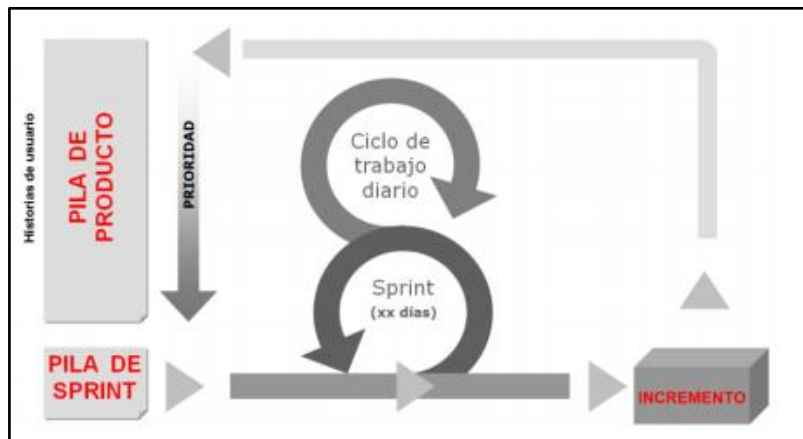 Historias de usuario
PILA DE
PRODUCTO
PRIORIDAD
Ciclo de
trabajo
diario
Sprint
(xx días)
PILA DE
SPRINT
INCREMENTO